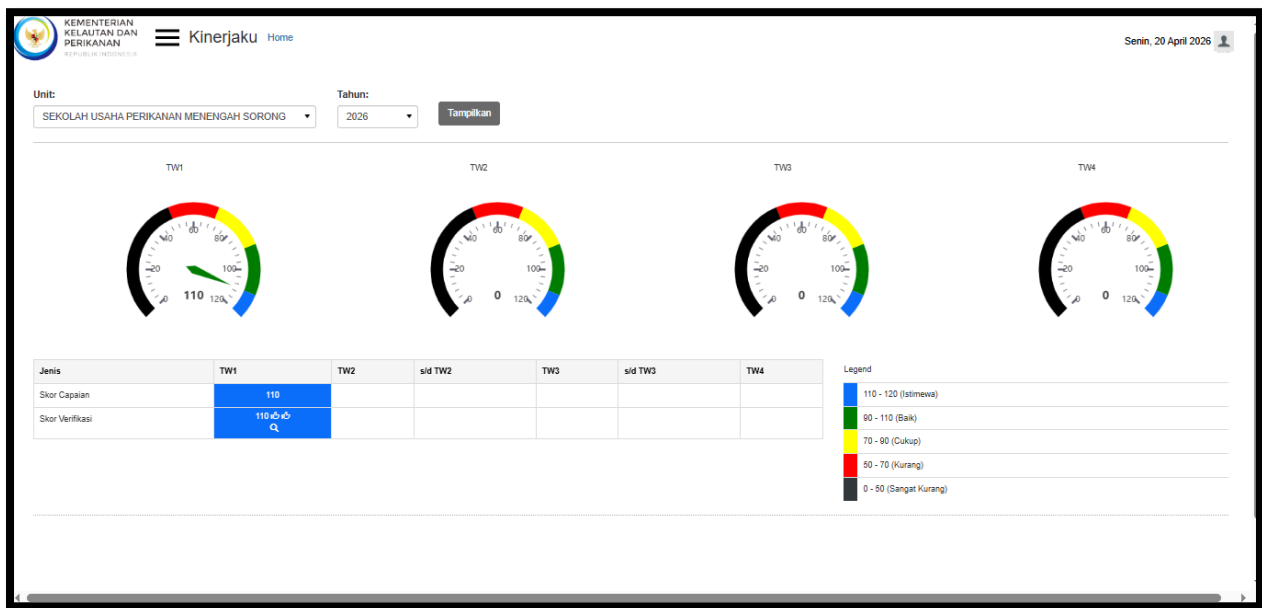 KEMENTERIAN
KELAUTAN DAN
PERIKANAN
REPUBLIK INDONESIA
Kinerjaku Home
Senin, 20 April 2026
Unit:
Tahun:
SEKOLAH USAHA PERIKANAN MENENGAH SORONG
2026
Tampilkan
TW1
0
20
40
60
80
100
120
110
TW2
0
20
40
60
80
100
120
0
TW3
0
20
40
60
80
100
120
0
TW4
0
20
40
60
80
100
120
0
Jenis TW1 TW2 s/d TW2 TW3 s/d TW3 TW4
Skor Capaian 110
Skor Verifikasi 110
Legend
110 - 120 (Istimewa)
90 - 110 (Baik)
70 - 90 (Cukup)
50 - 70 (Kurang)
0 - 50 (Sangat Kurang)